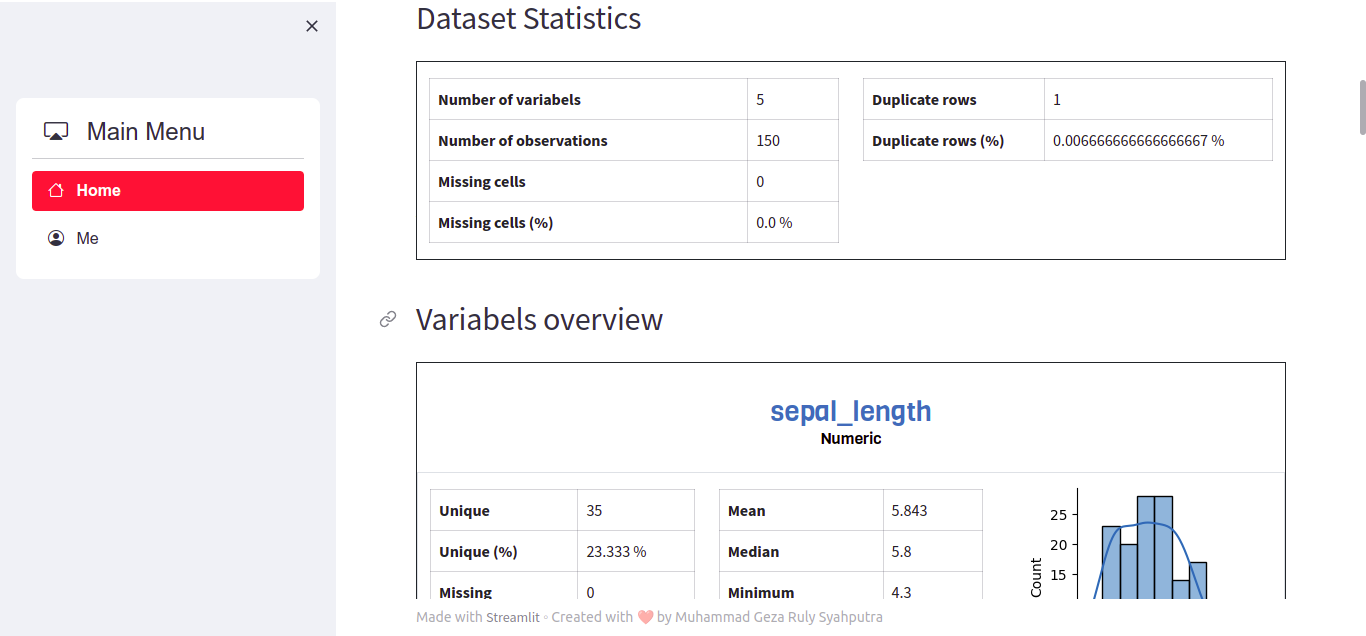 Dataset Statistics
Main Menu
Home
Me
Number of variabels 5
Number of observations 150
Missing cells 0
Missing cells (%) 0.0 %
Duplicate rows 1
Duplicate rows (%) 0.006666666666666667 %
Variabels overview
sepal_length
Numeric
Unique 35
Unique (%) 23.333 %
Missing 0
Mean 5.843
Median 5.8
Minimum 4.3
Count
25
20
15
Made with Streamlit ◦ Created with ❤️ by Muhammad Geza Ruly Syahputra